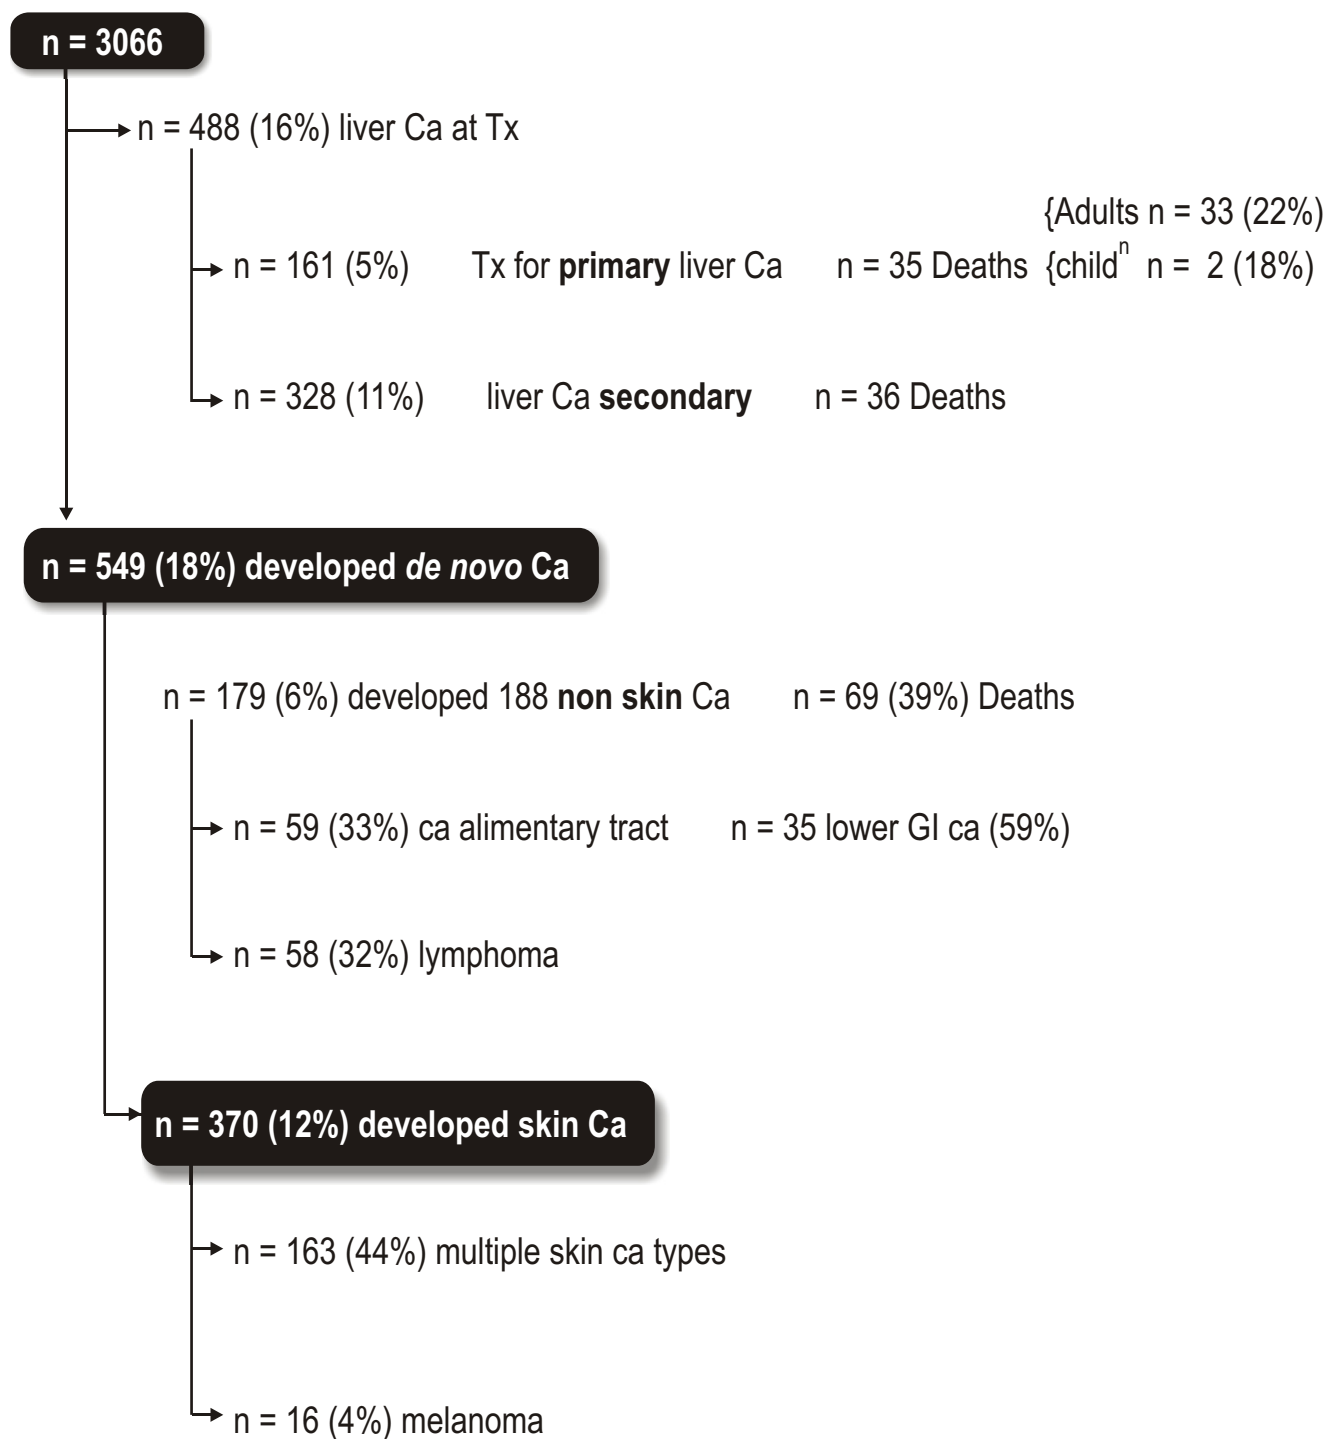 n = 3066
n = 488 (16%) liver Ca at Tx
{Adults n = 33 (22%)
n = 161 (5%) Tx for primary liver Ca n = 35 Deaths {child^n n = 2 (18%)
n = 328 (11%) liver Ca secondary n = 36 Deaths
n = 549 (18%) developed de novo Ca
n = 179 (6%) developed 188 non skin Ca n = 69 (39%) Deaths
n = 59 (33%) ca alimentary tract n = 35 lower GI ca (59%)
n = 58 (32%) lymphoma
n = 370 (12%) developed skin Ca
n = 163 (44%) multiple skin ca types
n = 16 (4%) melanoma